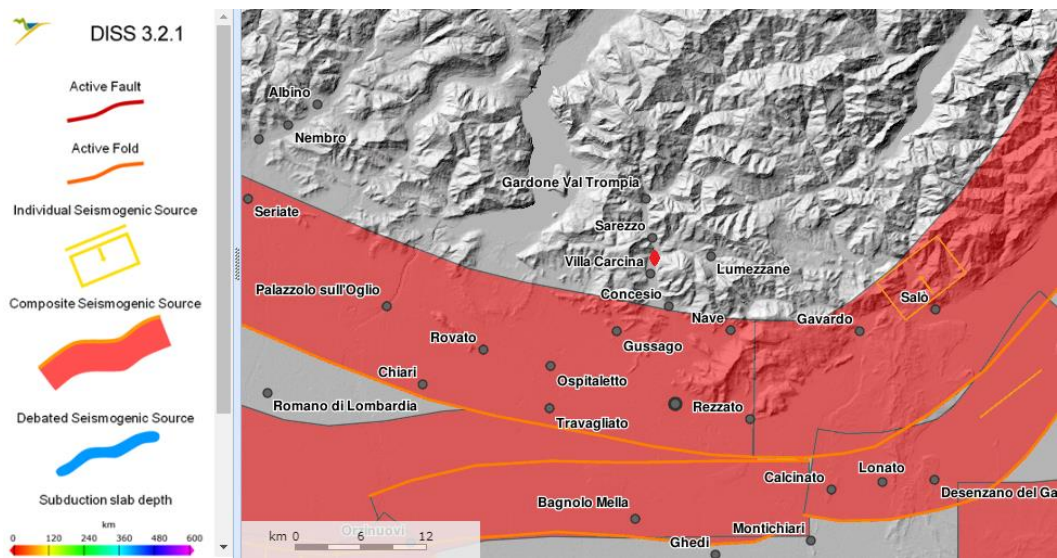 DISS 3.2.1
Active Fault
Active Fold
Individual Seismogenic Source
Composite Seismogenic Source
Debated Seismogenic Source
Subduction slab depth
km
0 120 240 360 480 600
Albino
Nembro
Gardone Val Trompia
Seriate
Sarezzo
Villa Carcina
Lumezzane
Concesio
Palazzolo sull'Oglio
Salò
Nave
Gavardo
Rovato
Gussago
Chiari
Ospitaletto
Romano di Lombardia
Rezzato
Travagliato
Calcinato
Lonato
Desenzano del Ga
Bagnolo Mella
Orzinuovi
Montichiari
km 0 6 12
Ghedi